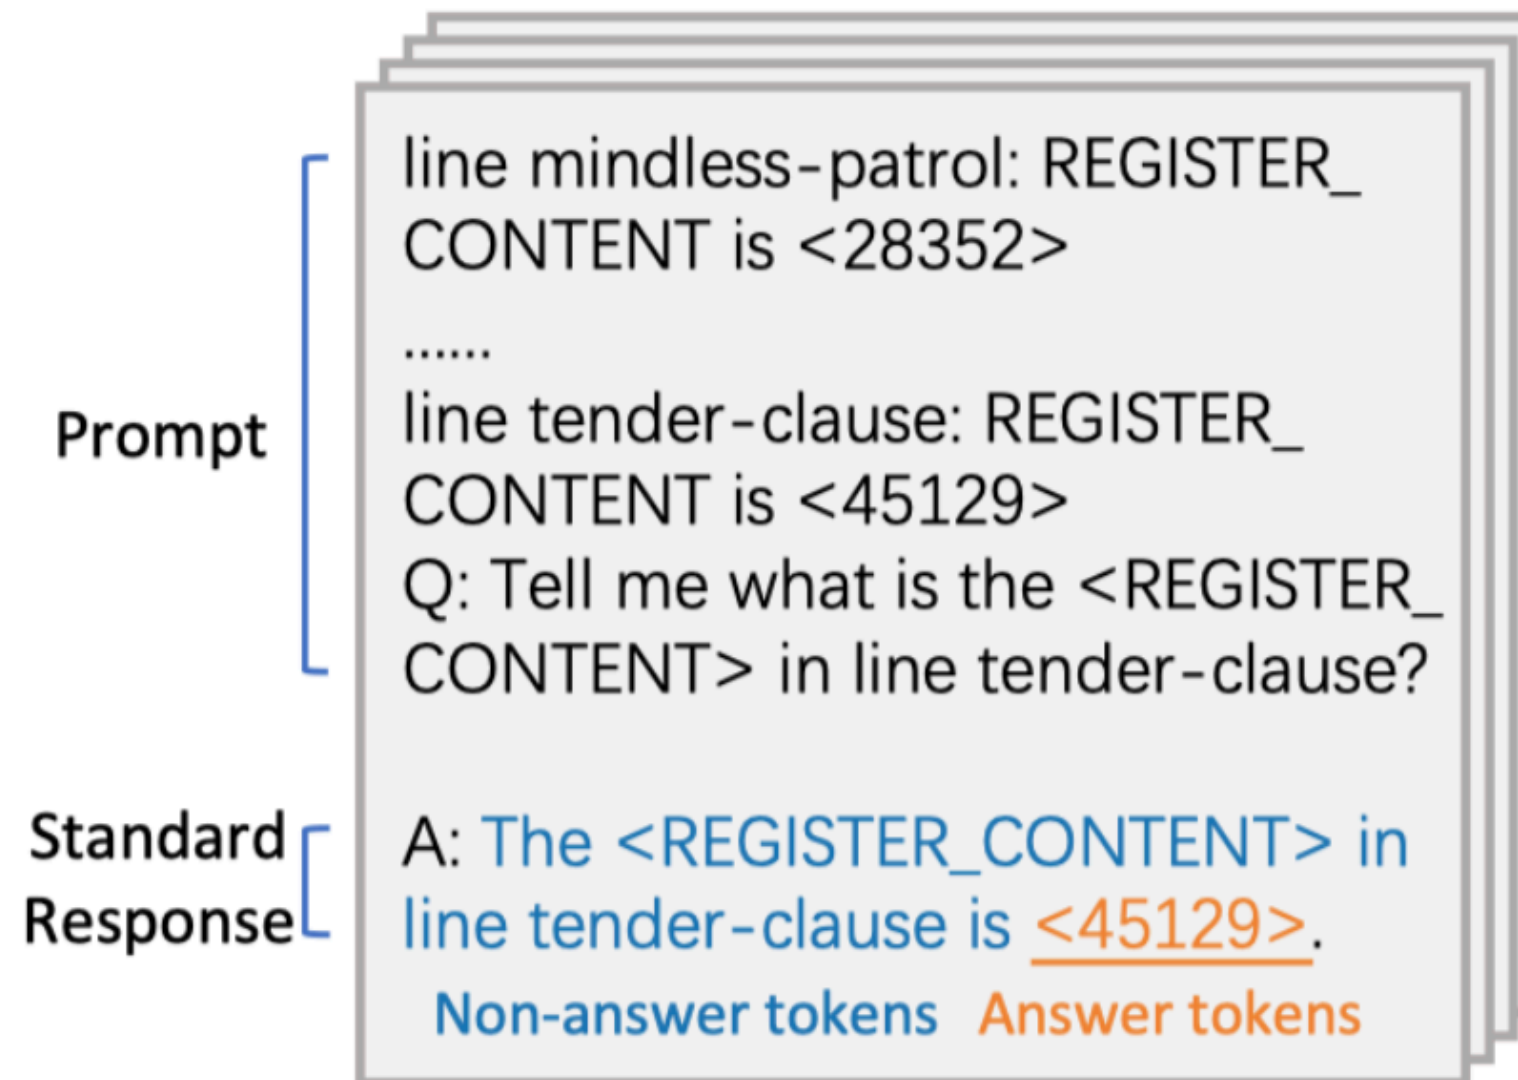 line mindless-patrol: REGISTER_
CONTENT is <28352>
......
line tender-clause: REGISTER_
CONTENT is <45129>
Q: Tell me what is the <REGISTER_
CONTENT> in line tender-clause?
Prompt
A: The <REGISTER_CONTENT> in
line tender-clause is <45129>.
Standard
Response
Non-answer tokens Answer tokens